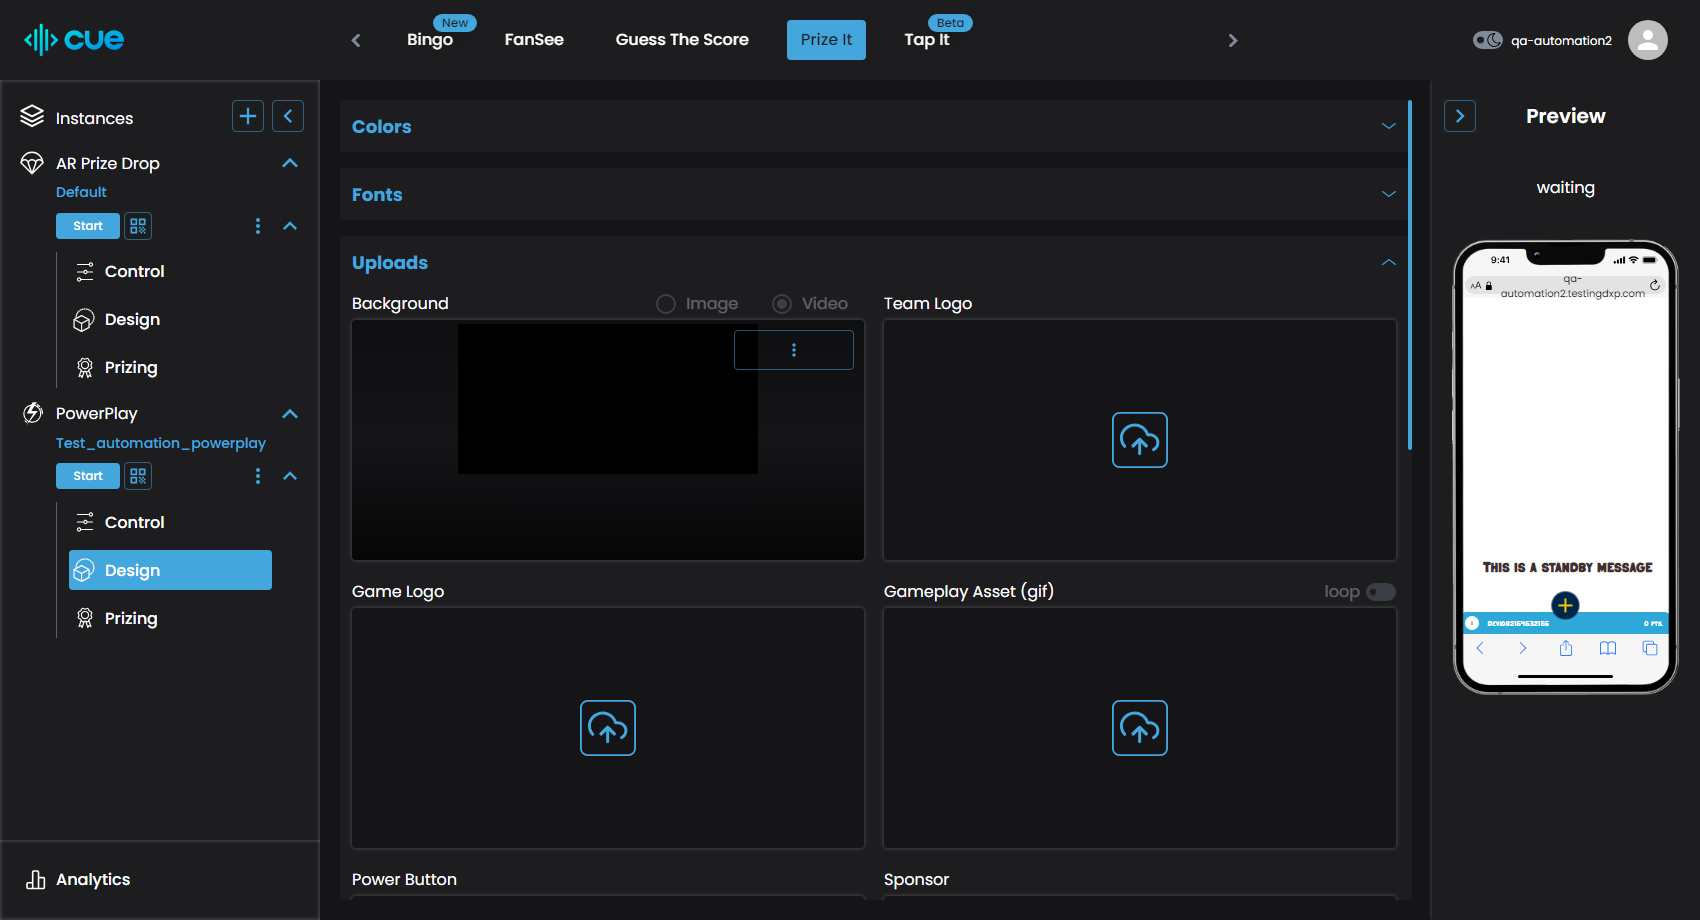 cue
New
Bingo
FanSee
Guess The Score
Prize It
Beta
Tap It
qa-automation2
Instances
AR Prize Drop
Default
Start
Control
Design
Prizing
PowerPlay
Test_automation_powerplay
Start
Control
Design
Prizing
Analytics
Colors
Fonts
Uploads
Background
Image
Video
Team Logo
Game Logo
Gameplay Asset (gif)
loop
Power Button
Sponsor
Preview
waiting
9:41
AA
qa-
automation2.testingdxp.com
THIS IS A STANDBY MESSAGE
0 PTS.